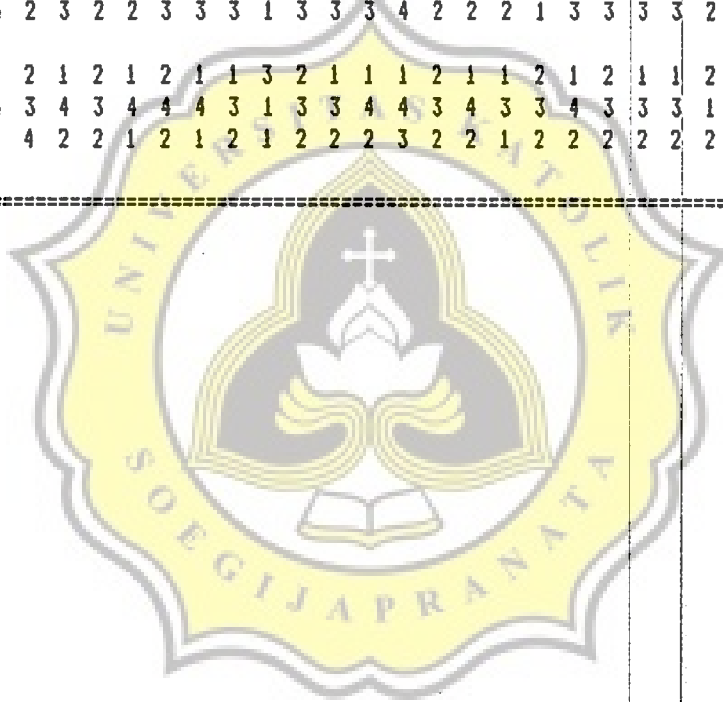 2 3 2 2 3 3 3 1 3 3 3 4 2 2 2 1 3 3 3 3 2
2 1 2 1 2 1 1 3 2 1 1 1 2 1 1 2 1 2 1 1 2
3 4 3 4 4 4 3 1 3 3 4 4 3 4 3 3 4 3 3 3 1
4 2 2 1 2 1 2 1 2 2 2 3 2 2 1 2 2 2 2 2 2
UNIVERSITAS KATOLIK
SOEGIJAPRANATA